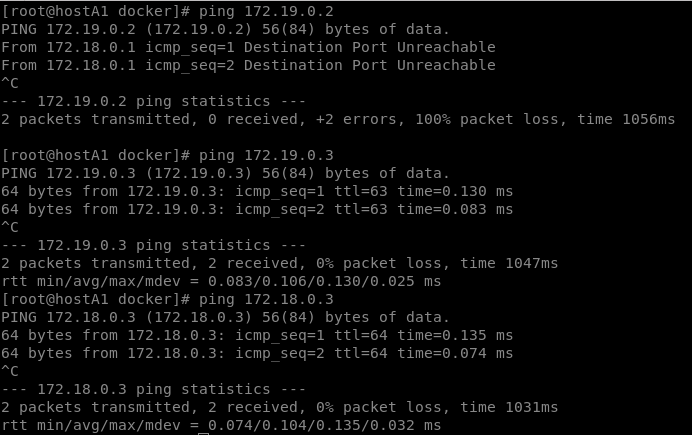 [root@hostA1 docker]# ping 172.19.0.2
PING 172.19.0.2 (172.19.0.2) 56(84) bytes of data.
From 172.18.0.1 icmp_seq=1 Destination Port Unreachable
From 172.18.0.1 icmp_seq=2 Destination Port Unreachable
^C
--- 172.19.0.2 ping statistics ---
2 packets transmitted, 0 received, +2 errors, 100% packet loss, time 1056ms

[root@hostA1 docker]# ping 172.19.0.3
PING 172.19.0.3 (172.19.0.3) 56(84) bytes of data.
64 bytes from 172.19.0.3: icmp_seq=1 ttl=63 time=0.130 ms
64 bytes from 172.19.0.3: icmp_seq=2 ttl=63 time=0.083 ms
^C
--- 172.19.0.3 ping statistics ---
2 packets transmitted, 2 received, 0% packet loss, time 1047ms
rtt min/avg/max/mdev = 0.083/0.106/0.130/0.025 ms
[root@hostA1 docker]# ping 172.18.0.3
PING 172.18.0.3 (172.18.0.3) 56(84) bytes of data.
64 bytes from 172.18.0.3: icmp_seq=1 ttl=64 time=0.135 ms
64 bytes from 172.18.0.3: icmp_seq=2 ttl=64 time=0.074 ms
^C
--- 172.18.0.3 ping statistics ---
2 packets transmitted, 2 received, 0% packet loss, time 1031ms
rtt min/avg/max/mdev = 0.074/0.104/0.135/0.032 ms